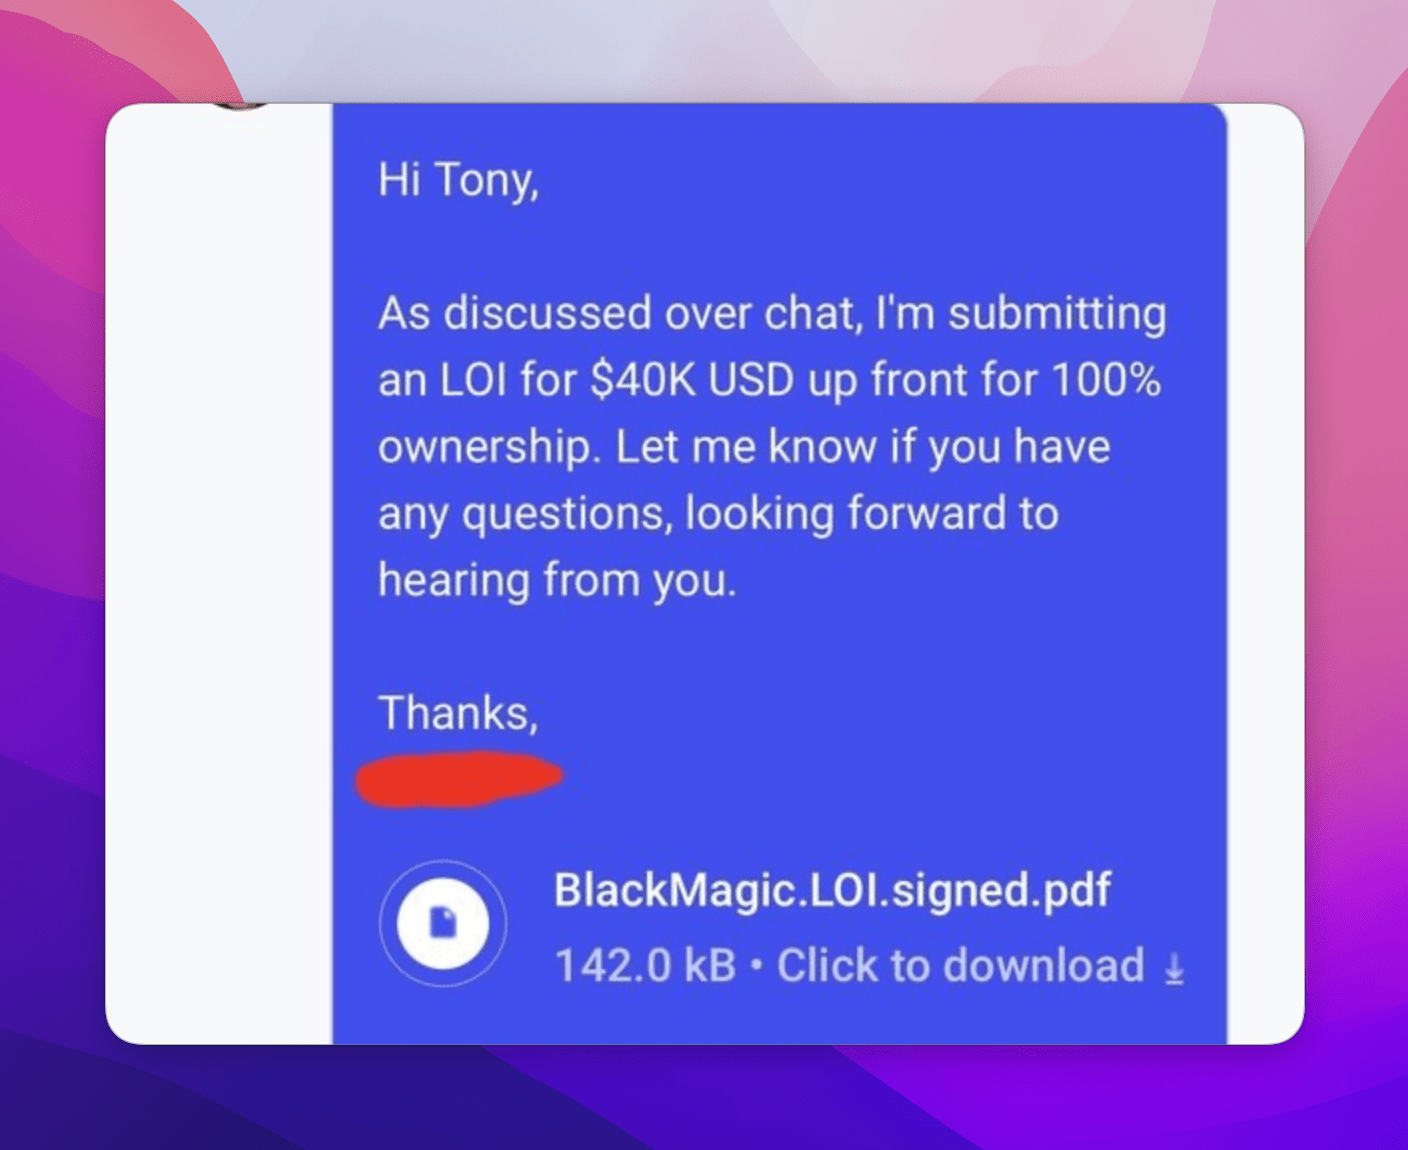 Hi Tony,
As discussed over chat, I'm submitting
an LOI for $40K USD up front for 100%
ownership. Let me know if you have
any questions, looking forward to
hearing from you.
Thanks,
BlackMagic.LOI.signed.pdf
142.0 kB • Click to download